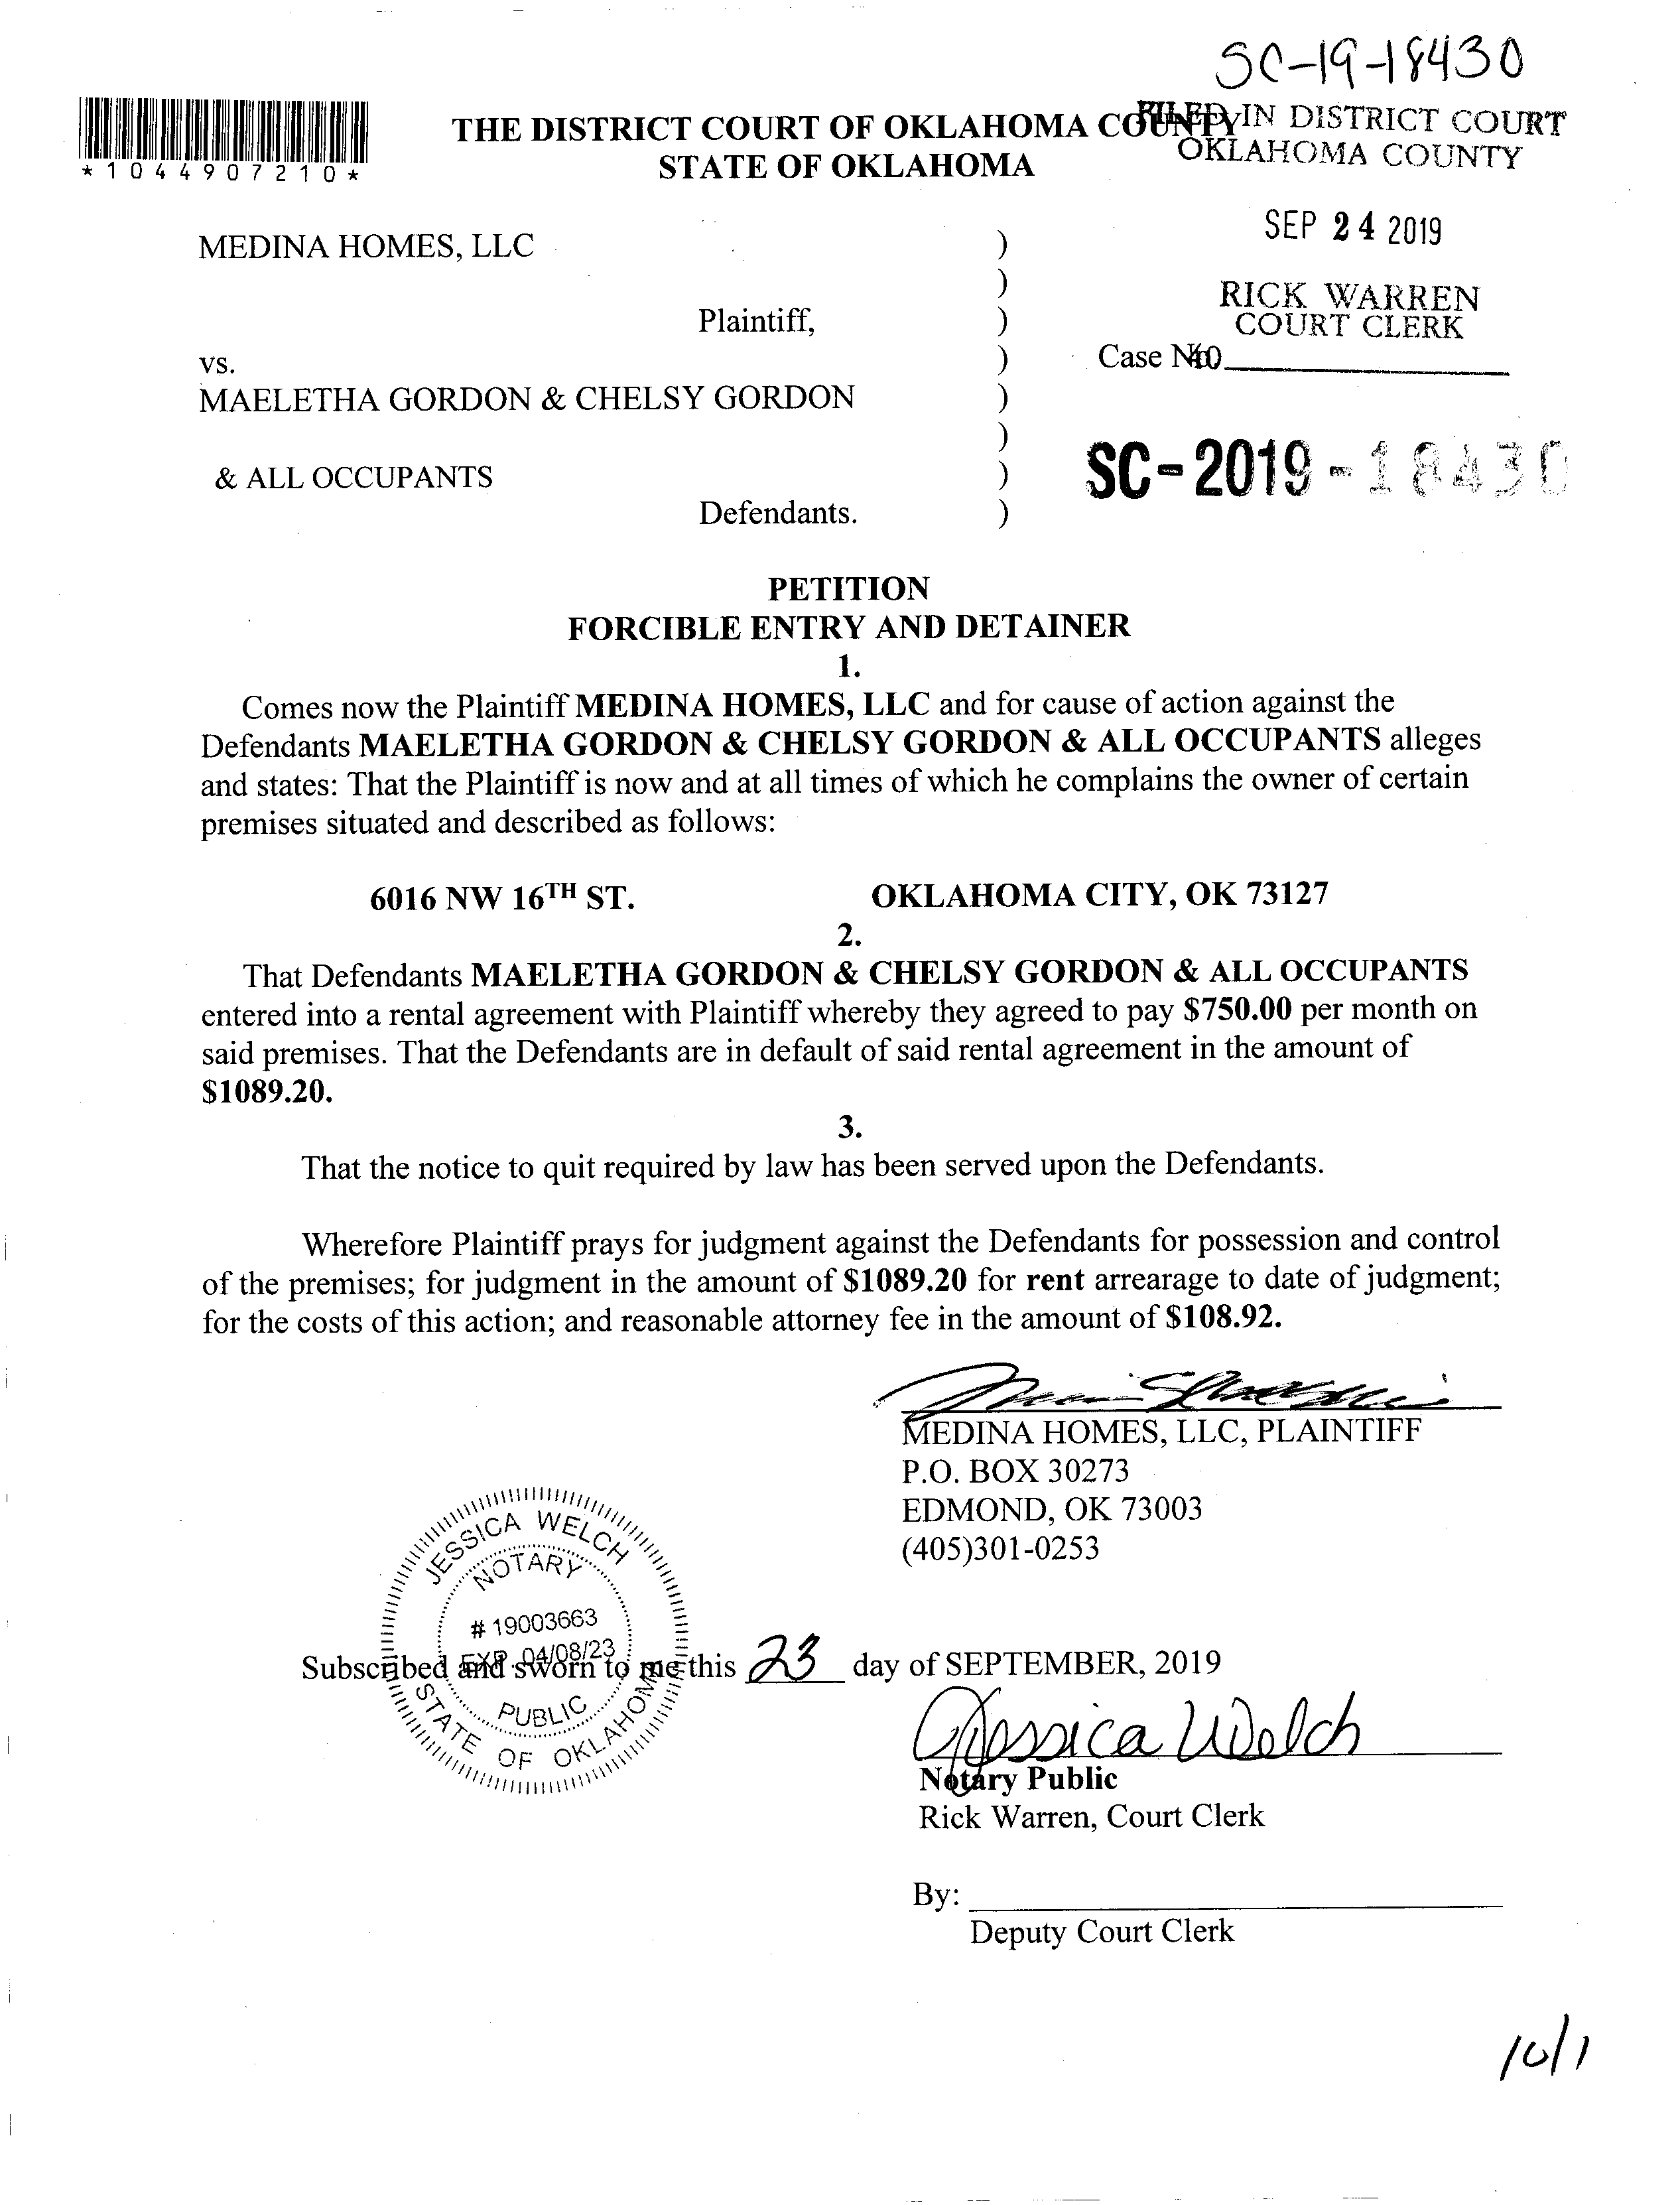 SC-19-18430
*1044907210*
THE DISTRICT COURT OF OKLAHOMA COUNTY
STATE OF OKLAHOMA
FILED IN DISTRICT COURT
OKLAHOMA COUNTY
SEP 24 2019
RICK WARREN
COURT CLERK
40
MEDINA HOMES, LLC )
)
Plaintiff, )
vs. ) Case No.
MAELETHA GORDON & CHELSY GORDON )
)
& ALL OCCUPANTS )
Defendants. )
SC-2019-18430
PETITION
FORCIBLE ENTRY AND DETAINER
1.
Comes now the Plaintiff MEDINA HOMES, LLC and for cause of action against the
Defendants MAELETHA GORDON & CHELSY GORDON & ALL OCCUPANTS alleges
and states: That the Plaintiff is now and at all times of which he complains the owner of certain
premises situated and described as follows:
6016 NW 16TH ST. OKLAHOMA CITY, OK 73127
2.
That Defendants MAELETHA GORDON & CHELSY GORDON & ALL OCCUPANTS
entered into a rental agreement with Plaintiff whereby they agreed to pay $750.00 per month on
said premises. That the Defendants are in default of said rental agreement in the amount of
$1089.20.
3.
That the notice to quit required by law has been served upon the Defendants.
Wherefore Plaintiff prays for judgment against the Defendants for possession and control
of the premises; for judgment in the amount of $1089.20 for rent arrearage to date of judgment;
for the costs of this action; and reasonable attorney fee in the amount of $108.92.
MEDINA HOMES, LLC, PLAINTIFF
P.O. BOX 30273
EDMOND, OK 73003
(405)301-0253
JESSICA WELCH
NOTARY
# 19003663
EXP. 04/08/23
PUBLIC
STATE OF OKLAHOMA
Subscribed and sworn to me this 23 day of SEPTEMBER, 2019
Jessica Welch
Notary Public
Rick Warren, Court Clerk
By:
Deputy Court Clerk
10/1